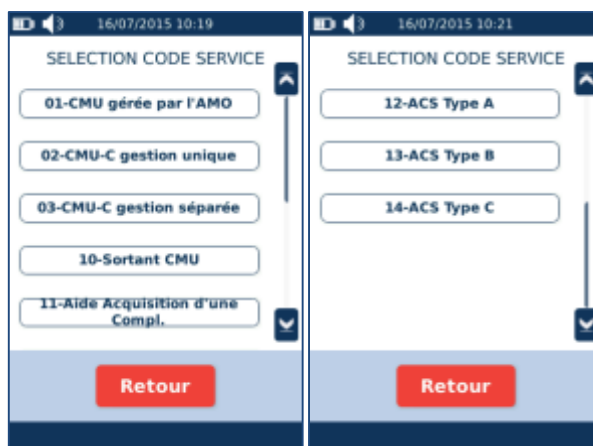 16/07/2015 10:19
SELECTION CODE SERVICE
01-CMU gérée par l'AMO
02-CMU-C gestion unique
03-CMU-C gestion séparée
10-Sortant CMU
11-Aide Acquisition d'une
Compl.
Retour
16/07/2015 10:21
SELECTION CODE SERVICE
12-ACS Type A
13-ACS Type B
14-ACS Type C
Retour